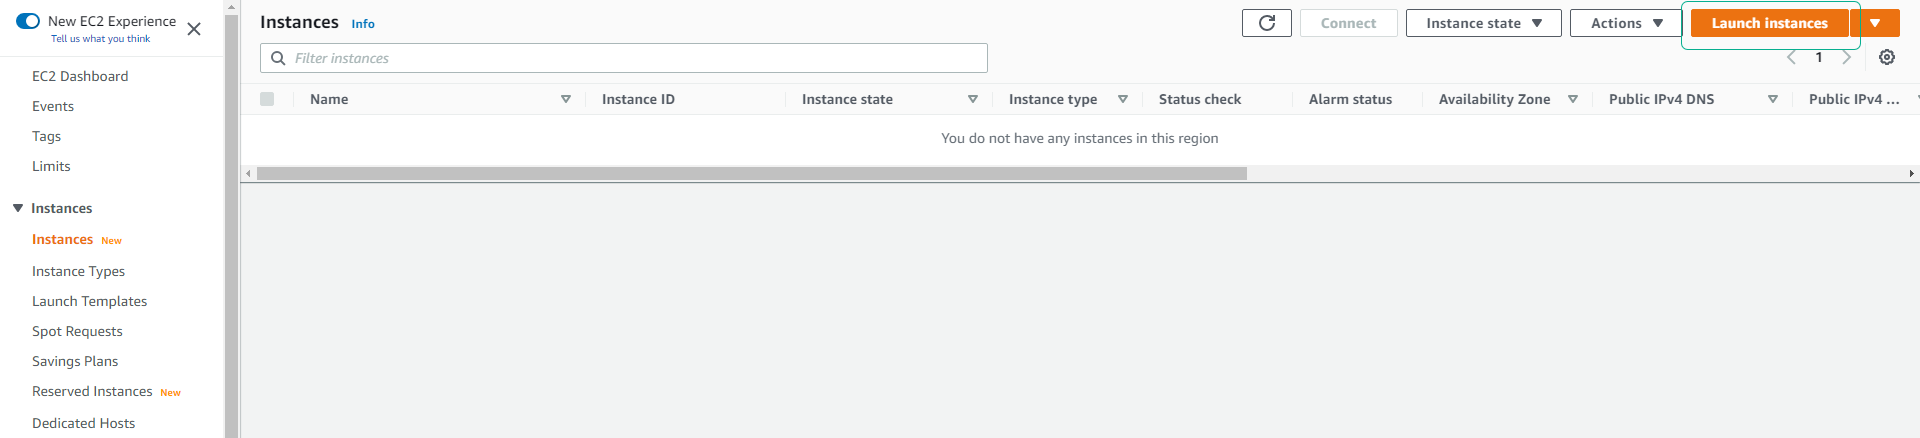 New EC2 Experience
Tell us what you think
EC2 Dashboard
Events
Tags
Limits
Instances
Instances New
Instance Types
Launch Templates
Spot Requests
Savings Plans
Reserved Instances New
Dedicated Hosts
Instances Info
Connect
Instance state
Actions
Launch instances
Filter instances
1
Name Instance ID Instance state Instance type Status check Alarm status Availability Zone Public IPv4 DNS Public IPv4 ...
You do not have any instances in this region